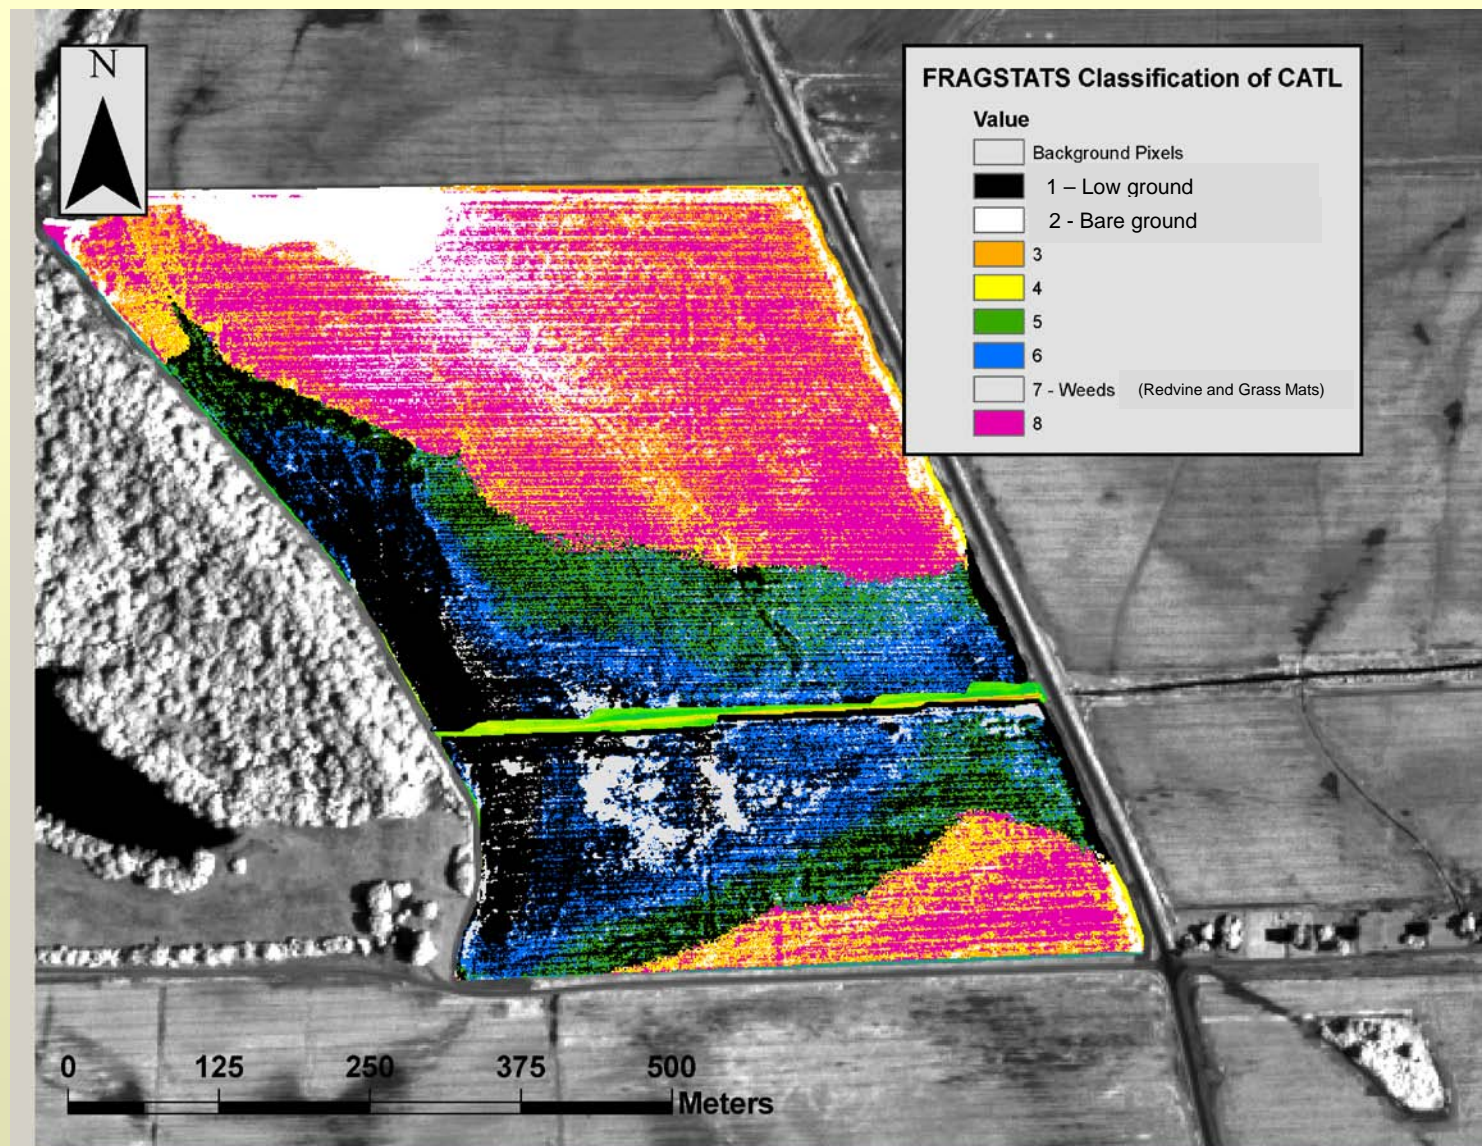 N
FRAGSTATS Classification of CATL
Value
Background Pixels
1 – Low ground
2 - Bare ground
3
4
5
6
7 - Weeds (Redvine and Grass Mats)
8
0 125 250 375 500
Meters